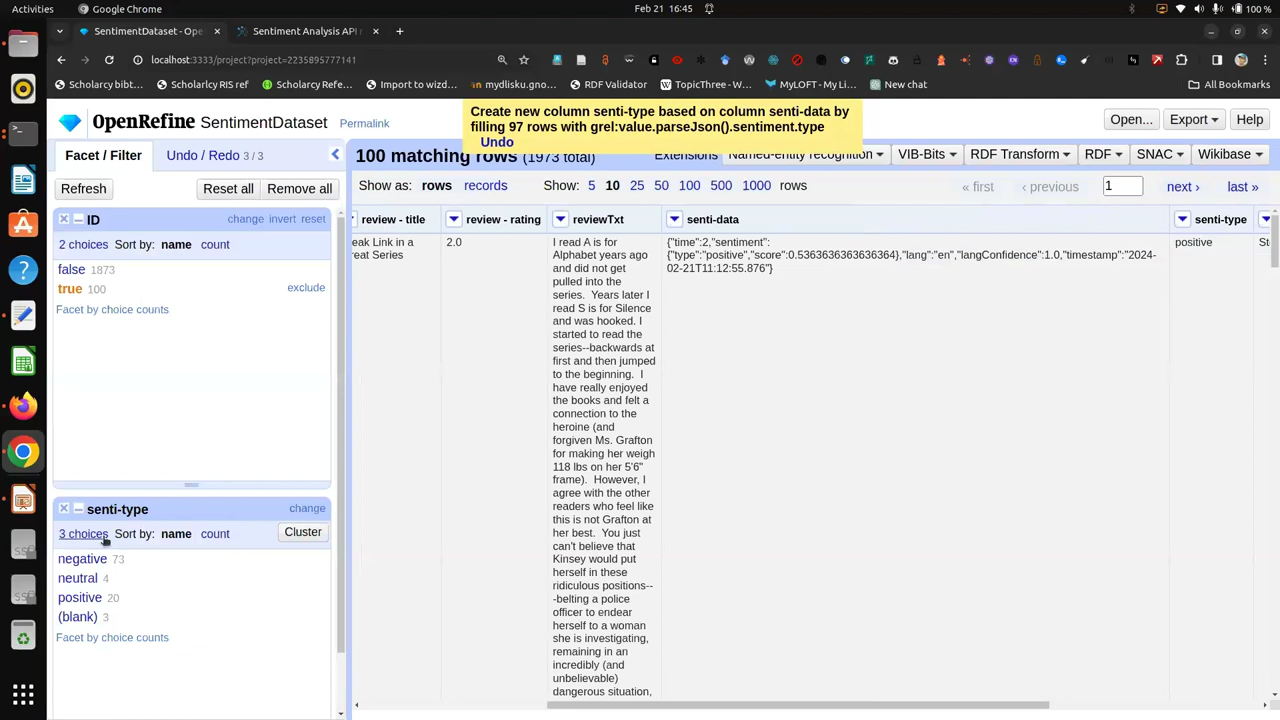 Activities
Google Chrome
Feb 21 16:45
100 %
SentimentDataset - Ope
Sentiment Analysis API
localhost:3333/project?project=2235895777141
Scholarcy bibt...
Scholarlcy RIS ref
Scholarcy Refe...
Import to wizd...
mydlisku.deno...
RDF Validator
TopicThree - W...
MyLOFT - My Li...
New chat
All Bookmarks
OpenRefine
SentimentDataset
Permalink
Create new column senti-type based on column senti-data by
filling 97 rows with grel:value.parseJson().sentiment.type
Undo
Open...
Export
Help
Facet / Filter
Undo / Redo 3 / 3
100 matching rows (1973 total)
Extensions
Named-entity recognition
VIB-Bits
RDF Transform
RDF
SNAC
Wikibase
Refresh
Reset all
Remove all
Show as: rows records
Show: 5 10 25 50 100 500 1000 rows
« first
‹ previous
1
next ›
last »
ID
change invert reset
2 choices Sort by: name count
false 1873
true 100
exclude
Facet by choice counts
senti-type
change
3 choices Sort by: name count
Cluster
negative 73
neutral 4
positive 20
(blank) 3
Facet by choice counts
review - title
review - rating
reviewTxt
senti-data
senti-type
eak Link in a
reat Series
2.0
I read A is for
Alphabet years ago
and did not get
pulled into the
series. Years later I
read S is for Silence
and was hooked. I
started to read the
series--backwards at
first and then jumped
to the beginning. I
have really enjoyed
the books and felt a
connection to the
heroine (and
forgiven Ms. Grafton
for making her weigh
118 lbs on her 5'6"
frame). However, I
agree with the other
readers who feel like
this is not Grafton at
her best. You just
can't believe that
Kinsey would put
herself in these
ridiculous positions--
-belting a police
officer to endear
herself to a woman
she is investigating,
remaining in an
incredibly (and
unbelievable)
dangerous situation,
{"time":2,"sentiment":
{"type":"positive","score":0.5363636363636364},"lang":"en","langConfidence":1.0,"timestamp":"2024-
02-21T11:12:55.876"}
positive
St